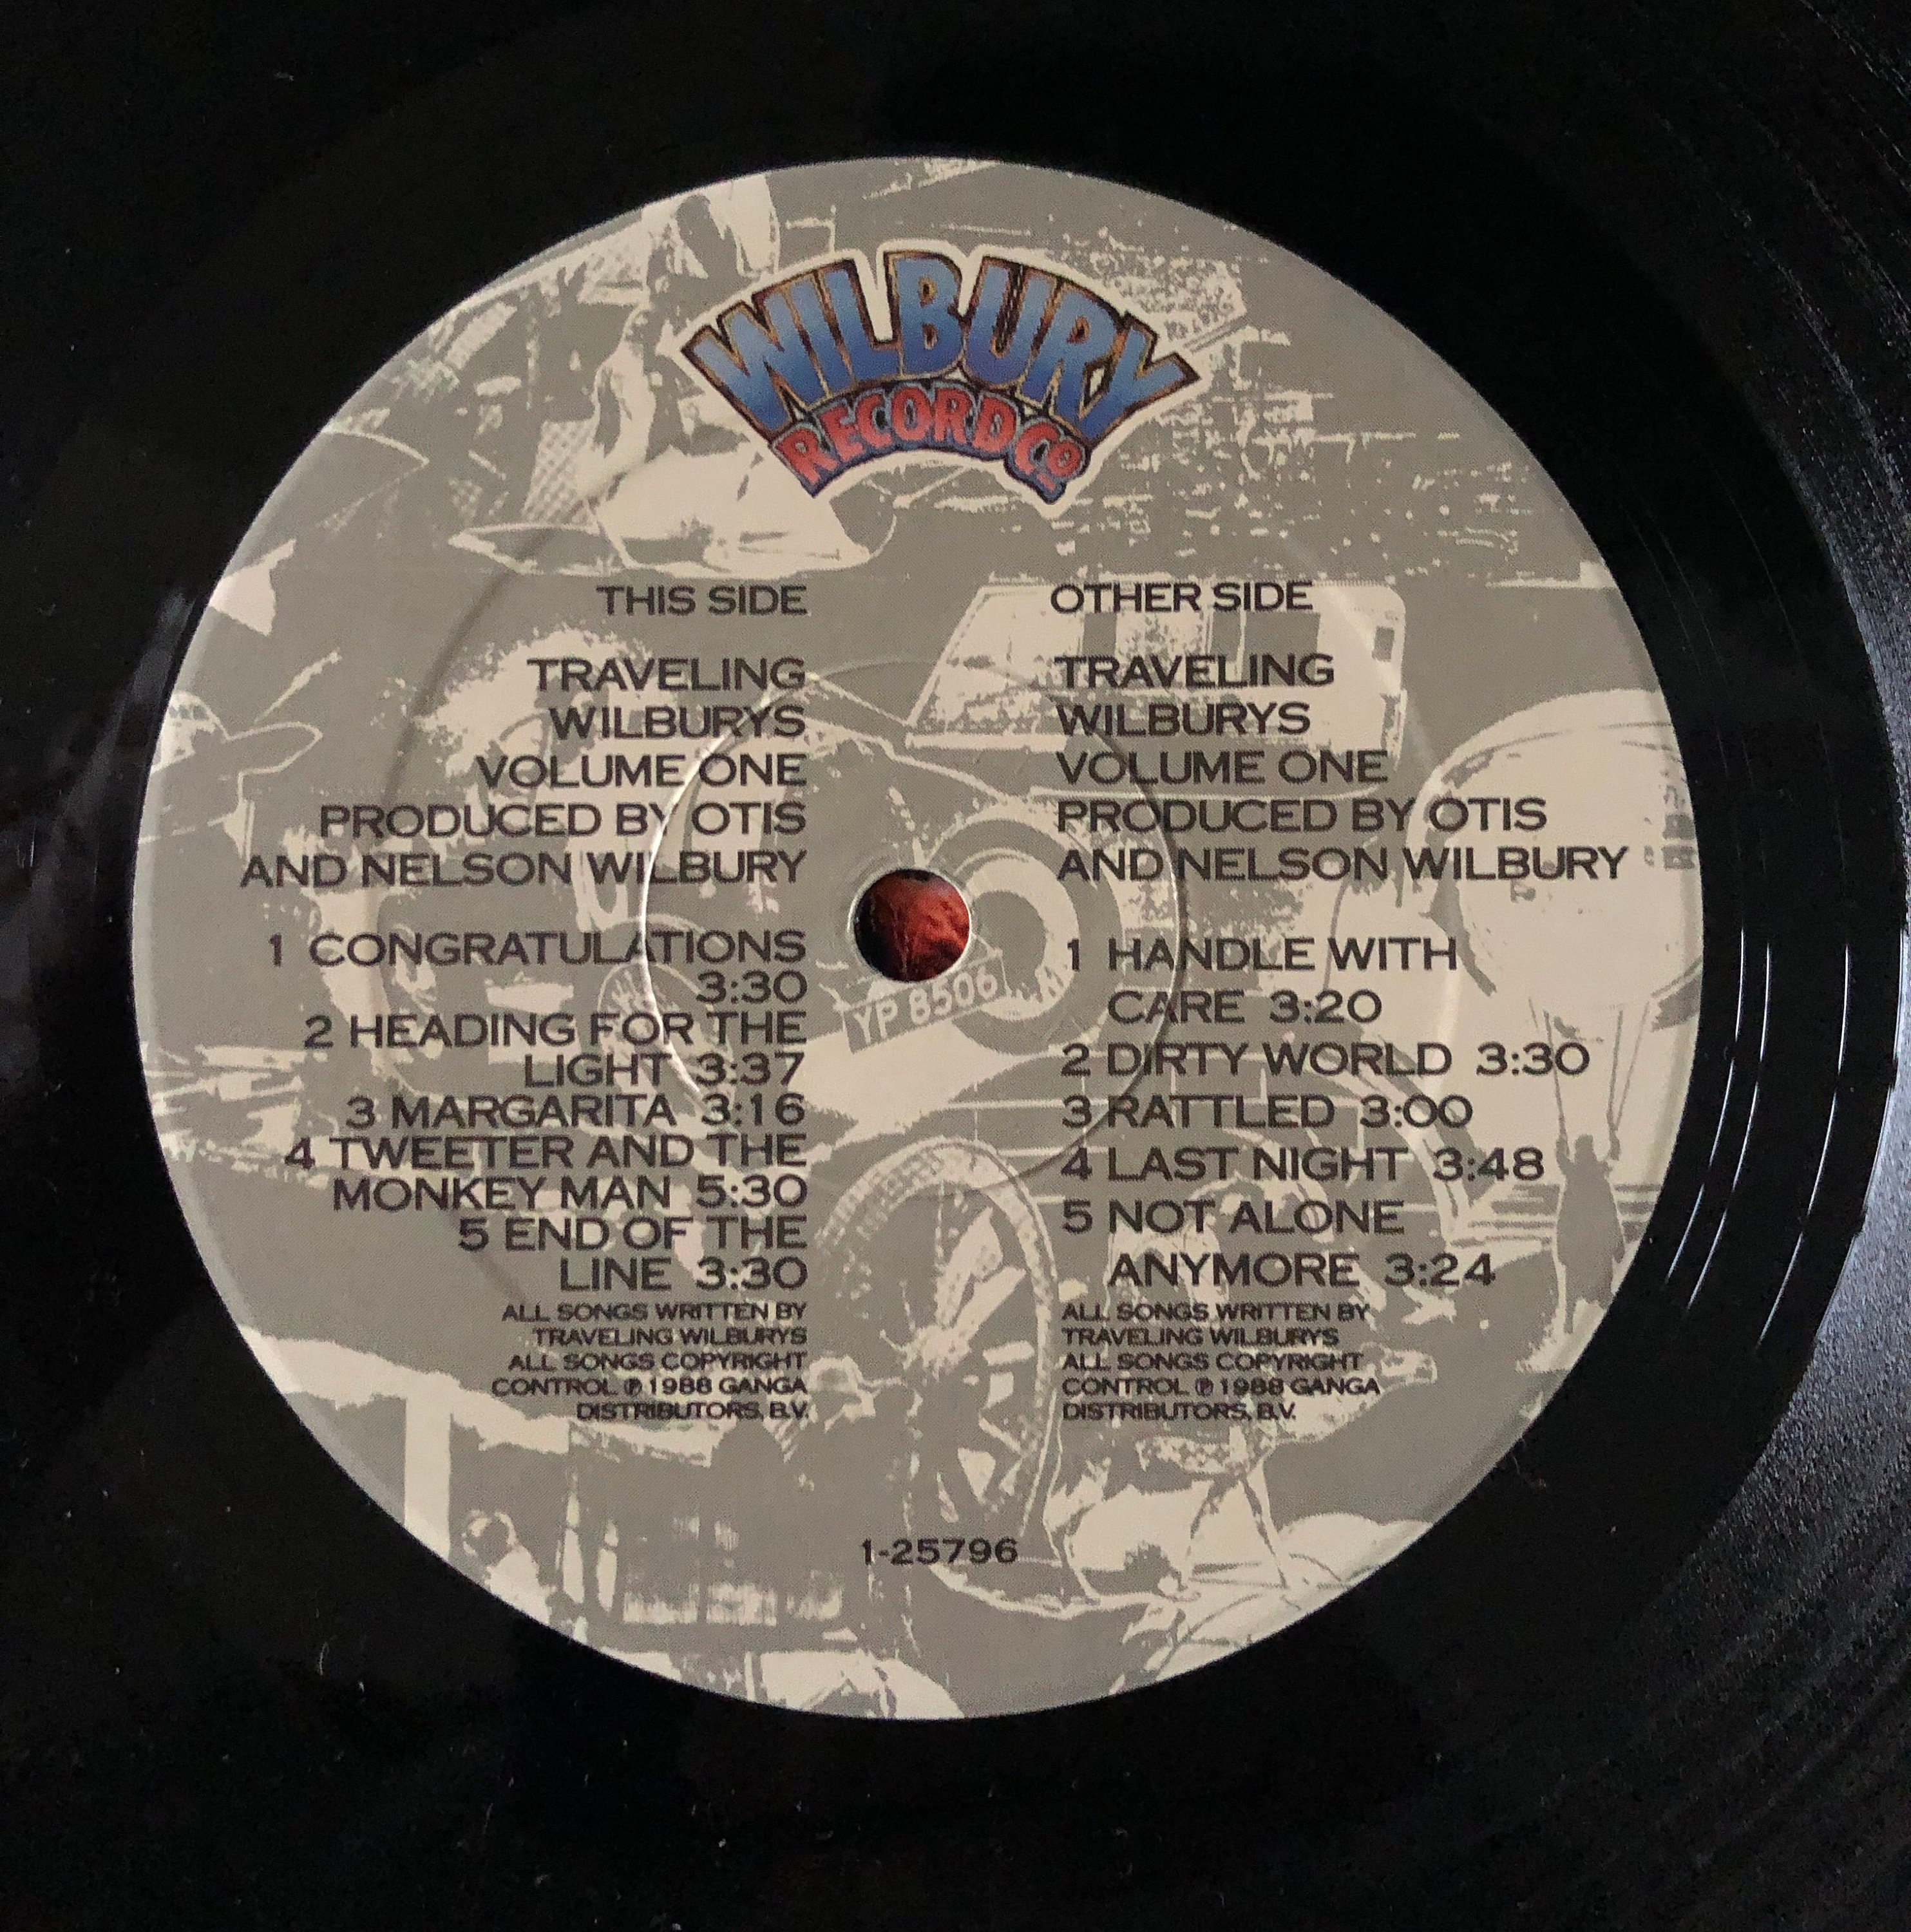 WILBURY
RECORD Co
THIS SIDE
TRAVELING
WILBURYS
VOLUME ONE
PRODUCED BY OTIS
AND NELSON WILBURY
1 CONGRATULATIONS
3:30
2 HEADING FOR THE
LIGHT 3:37
3 MARGARITA 3:16
4 TWEETER AND THE
MONKEY MAN 5:30
5 END OF THE
LINE 3:30
ALL SONGS WRITTEN BY
TRAVELING WILBURYS
ALL SONGS COPYRIGHT
CONTROL ℗ 1988 GANGA
DISTRIBUTORS, B.V.
OTHER SIDE
TRAVELING
WILBURYS
VOLUME ONE
PRODUCED BY OTIS
AND NELSON WILBURY
1 HANDLE WITH
CARE 3:20
2 DIRTY WORLD 3:30
3 RATTLED 3:00
4 LAST NIGHT 3:48
5 NOT ALONE
ANYMORE 3:24
ALL SONGS WRITTEN BY
TRAVELING WILBURYS
ALL SONGS COPYRIGHT
CONTROL ℗ 1988 GANGA
DISTRIBUTORS, B.V.
YP 8506
1-25796